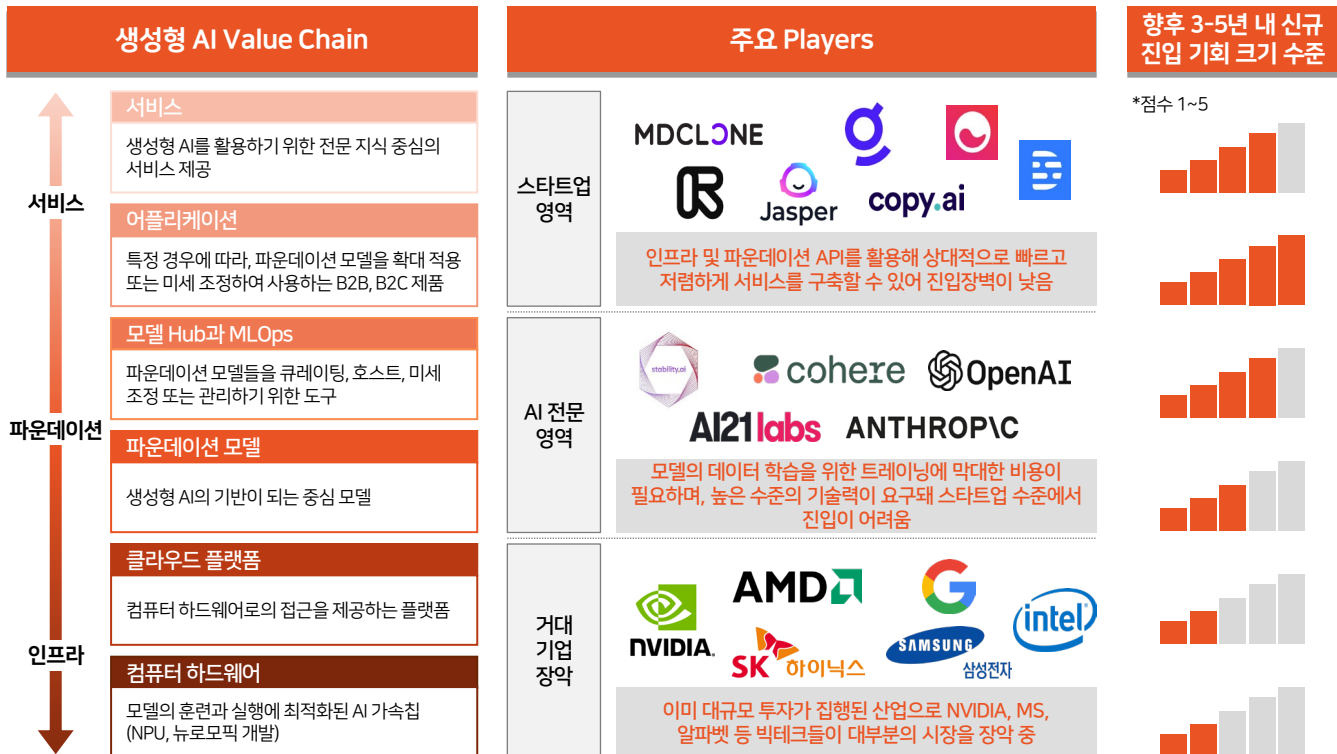 생성형 AI Value Chain
주요 Players
향후 3-5년 내 신규
진입 기회 크기 수준
*점수 1~5
서비스
파운데이션
인프라
서비스
생성형 AI를 활용하기 위한 전문 지식 중심의
서비스 제공
어플리케이션
특정 경우에 따라, 파운데이션 모델을 확대 적용
또는 미세 조정하여 사용하는 B2B, B2C 제품
모델 Hub과 MLOps
파운데이션 모델들을 큐레이팅, 호스트, 미세
조정 또는 관리하기 위한 도구
파운데이션 모델
생성형 AI의 기반이 되는 중심 모델
클라우드 플랫폼
컴퓨터 하드웨어로의 접근을 제공하는 플랫폼
컴퓨터 하드웨어
모델의 훈련과 실행에 최적화된 AI 가속칩
(NPU, 뉴로모픽 개발)
스타트업
영역
MDCLONE
Jasper
copy.ai
인프라 및 파운데이션 API를 활용해 상대적으로 빠르고
저렴하게 서비스를 구축할 수 있어 진입장벽이 낮음
AI 전문
영역
stability.ai
cohere
OpenAI
AI21labs
ANTHROP\C
모델의 데이터 학습을 위한 트레이닝에 막대한 비용이
필요하며, 높은 수준의 기술력이 요구돼 스타트업 수준에서
진입이 어려움
거대
기업
장악
NVIDIA.
AMD
G
intel
SK 하이닉스
SAMSUNG
삼성전자
이미 대규모 투자가 집행된 산업으로 NVIDIA, MS,
알파벳 등 빅테크들이 대부분의 시장을 장악 중